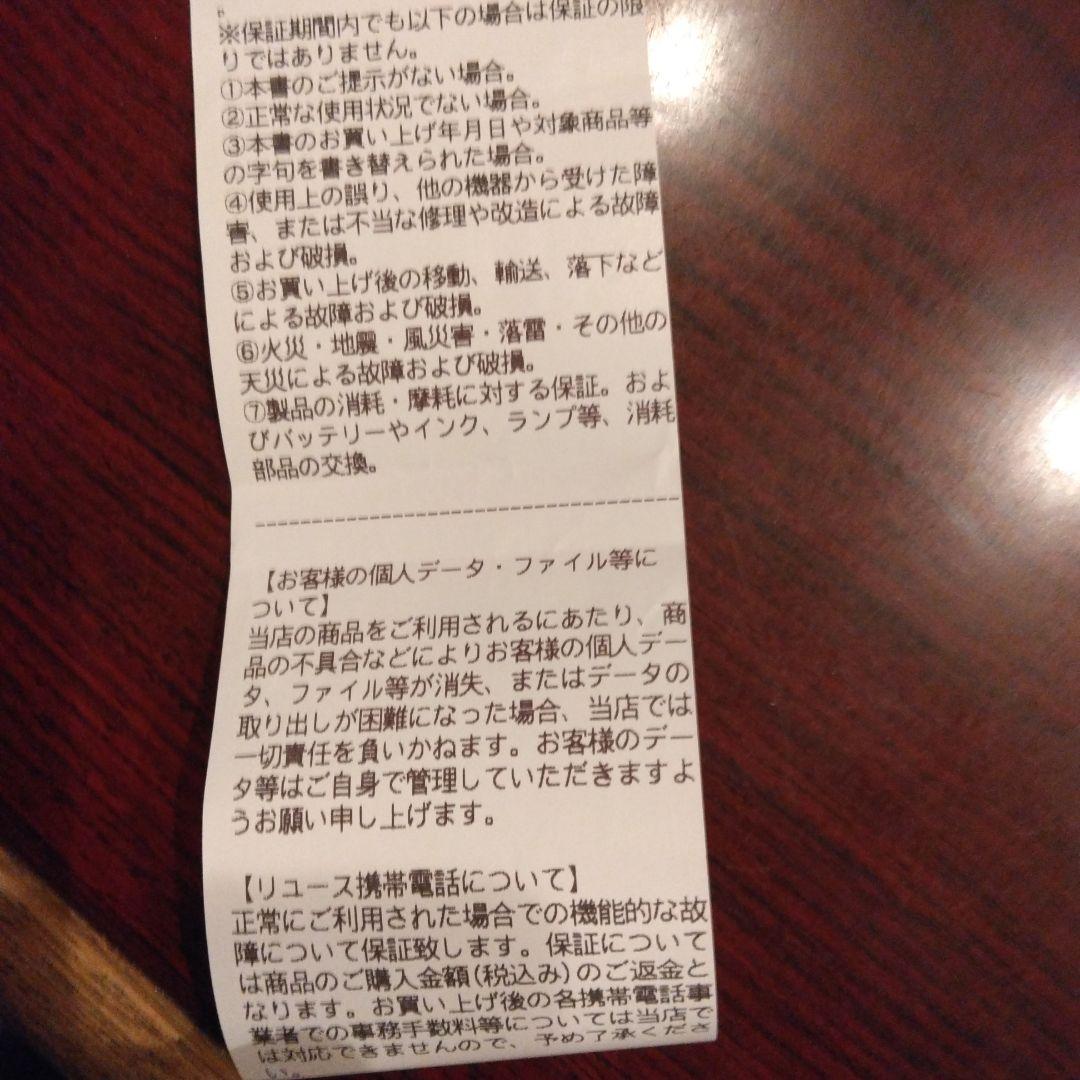 ※保証期間内でも以下の場合は保証の限
りではありません。
①本書のご提示がない場合。
②正常な使用状況でない場合。
③本書のお買い上げ年月日や対象商品等
の字句を書き替えられた場合。
④使用上の誤り、他の機器から受けた障
害、または不当な修理や改造による故障
および破損。
⑤お買い上げ後の移動、輸送、落下など
による故障および破損。
⑥火災・地震・風災害・落雷・その他の
天災による故障および破損。
⑦製品の消耗・摩耗に対する保証。およ
びバッテリーやインク、ランプ等、消耗
部品の交換。
------------------------------------
【お客様の個人データ・ファイル等に
ついて】
当店の商品をご利用されるにあたり、商
品の不具合などによりお客様の個人デー
タ、ファイル等が消失、またはデータの
取り出しが困難になった場合、当店では
一切責任を負いかねます。お客様のデー
タ等はご自身で管理していただきますよ
うお願い申し上げます。
【リユース携帯電話について】
正常にご利用された場合での機能的な故
障について保証致します。保証について
は商品のご購入金額(税込み)のご返金と
なります。お買い上げ後の各携帯電話事
業者での事務手数料等については当店で
は対応できませんので、予め了承くださ
い。